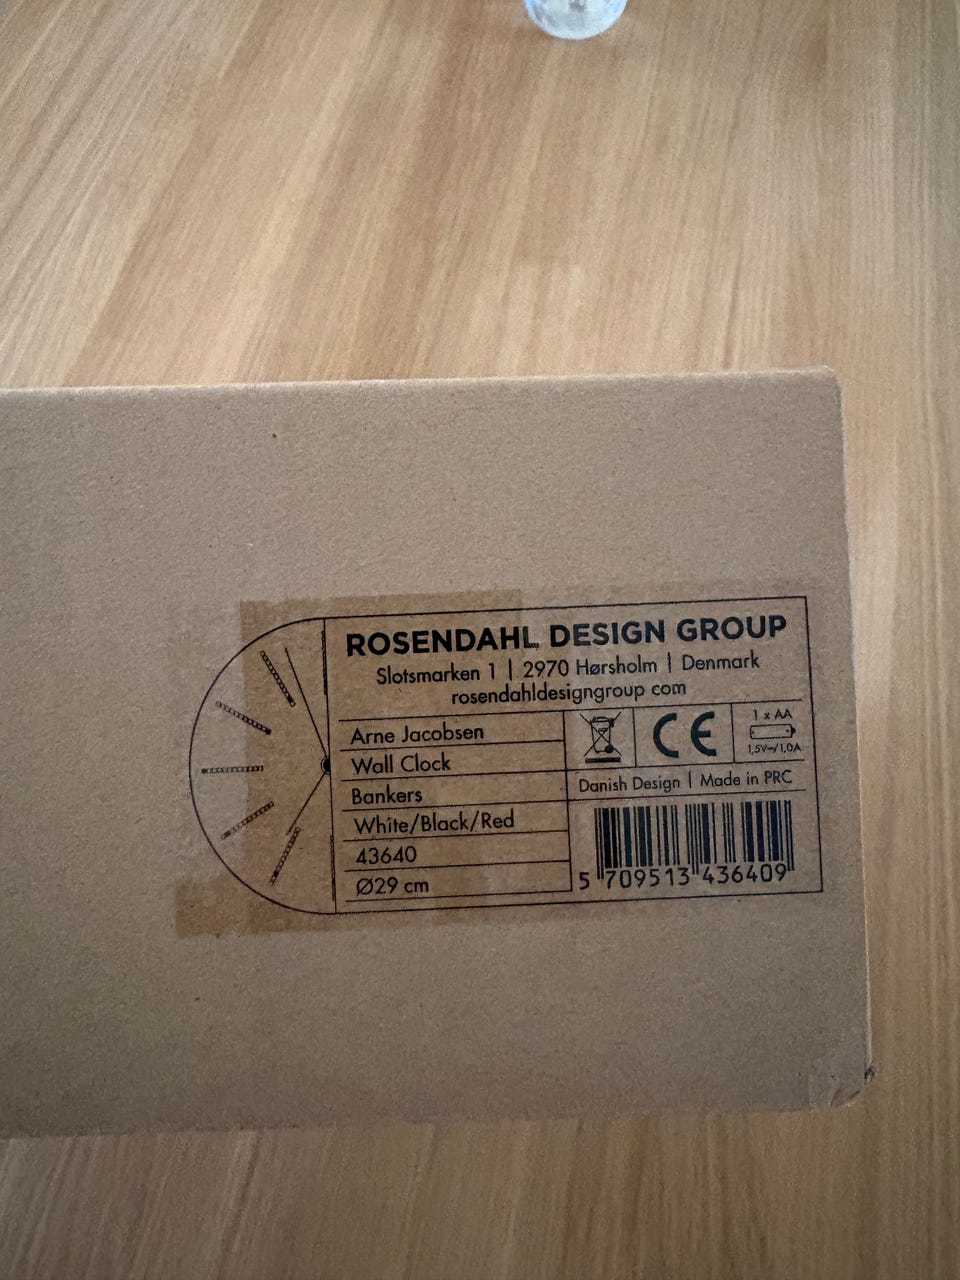 ROSENDAHL DESIGN GROUP
Slotsmarken 1 | 2970 Hørsholm | Denmark
rosendahldesigngroup com
Arne Jacobsen
Wall Clock
Bankers
White/Black/Red
43640
Ø29 cm
CE
1 x AA
1,5V⎓/1,0A
Danish Design | Made in PRC
5 709513 436409